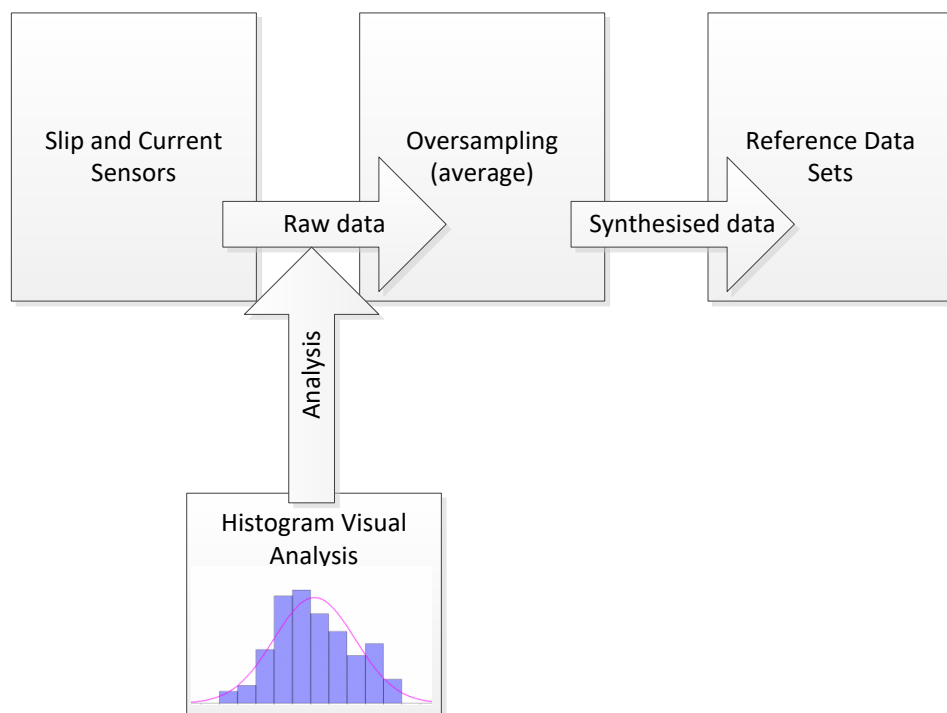 Slip and Current
Sensors
Oversampling
(average)
Reference Data
Sets
Raw data
Synthesised data
Analysis
Histogram Visual
Analysis